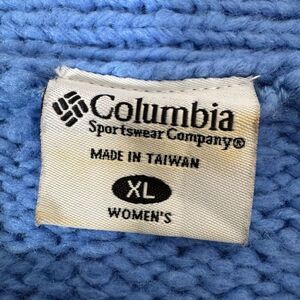 Columbia
Sportswear Company®
MADE IN TAIWAN
XL
WOMEN'S